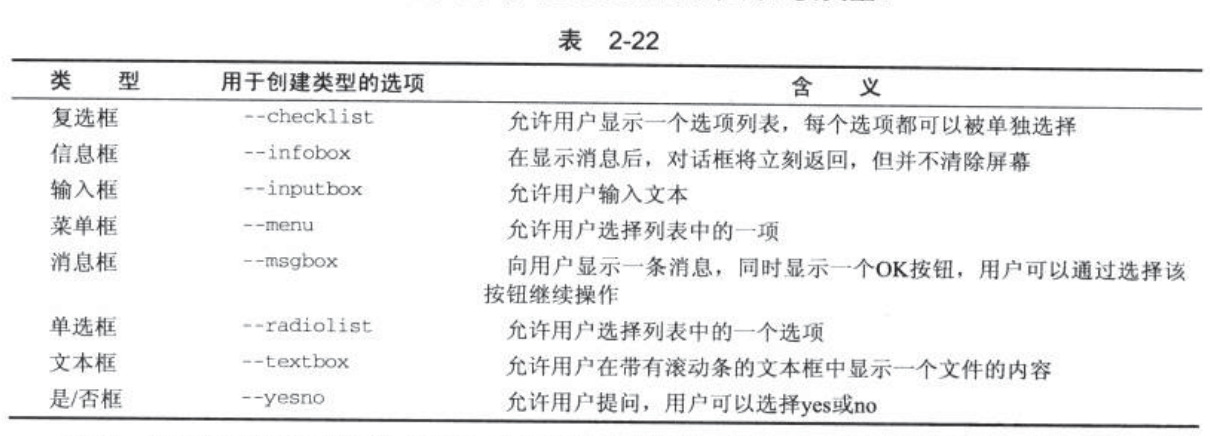 表 2-22
类 型 用于创建类型的选项 含 义
复选框 --checklist 允许用户显示一个选项列表，每个选项都可以被单独选择
信息框 --infobox 在显示消息后，对话框将立刻返回，但并不清除屏幕
输入框 --inputbox 允许用户输入文本
菜单框 --menu 允许用户选择列表中的一项
消息框 --msgbox 向用户显示一条消息，同时显示一个OK按钮，用户可以通过选择该
按钮继续操作
单选框 --radiolist 允许用户选择列表中的一个选项
文本框 --textbox 允许用户在带有滚动条的文本框中显示一个文件的内容
是/否框 --yesno 允许用户提问，用户可以选择yes或no